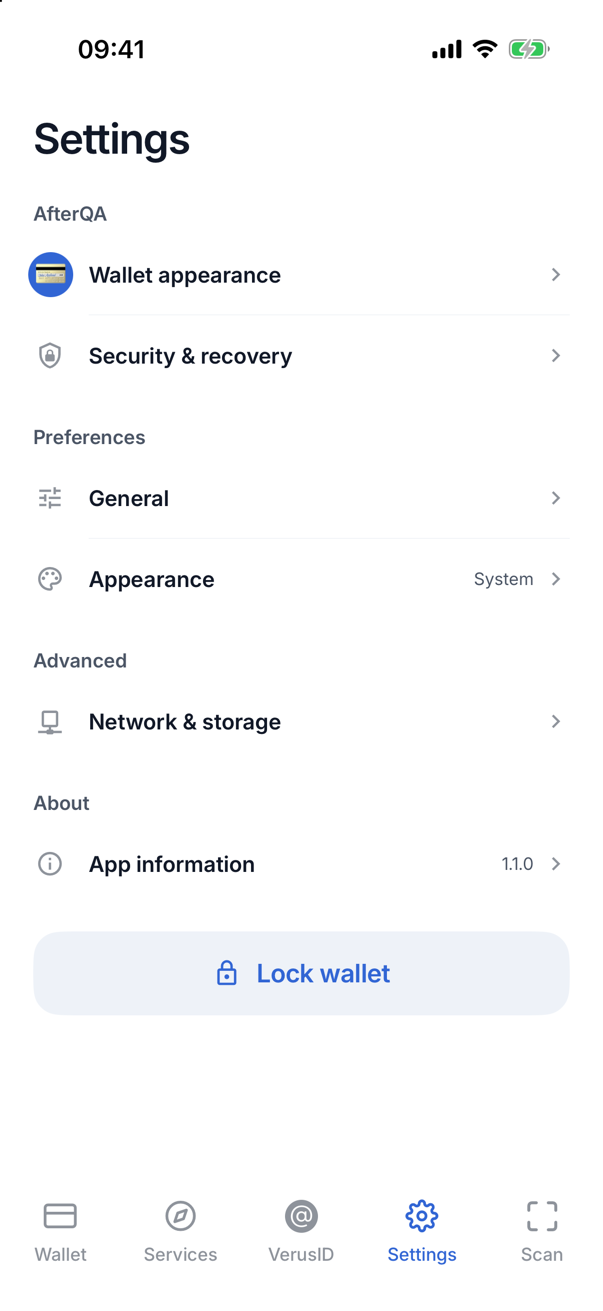 09:41
Settings
AfterQA
Wallet appearance
Security & recovery
Preferences
General
Appearance System
Advanced
Network & storage
About
App information 1.1.0
Lock wallet
Wallet Services VerusID Settings Scan